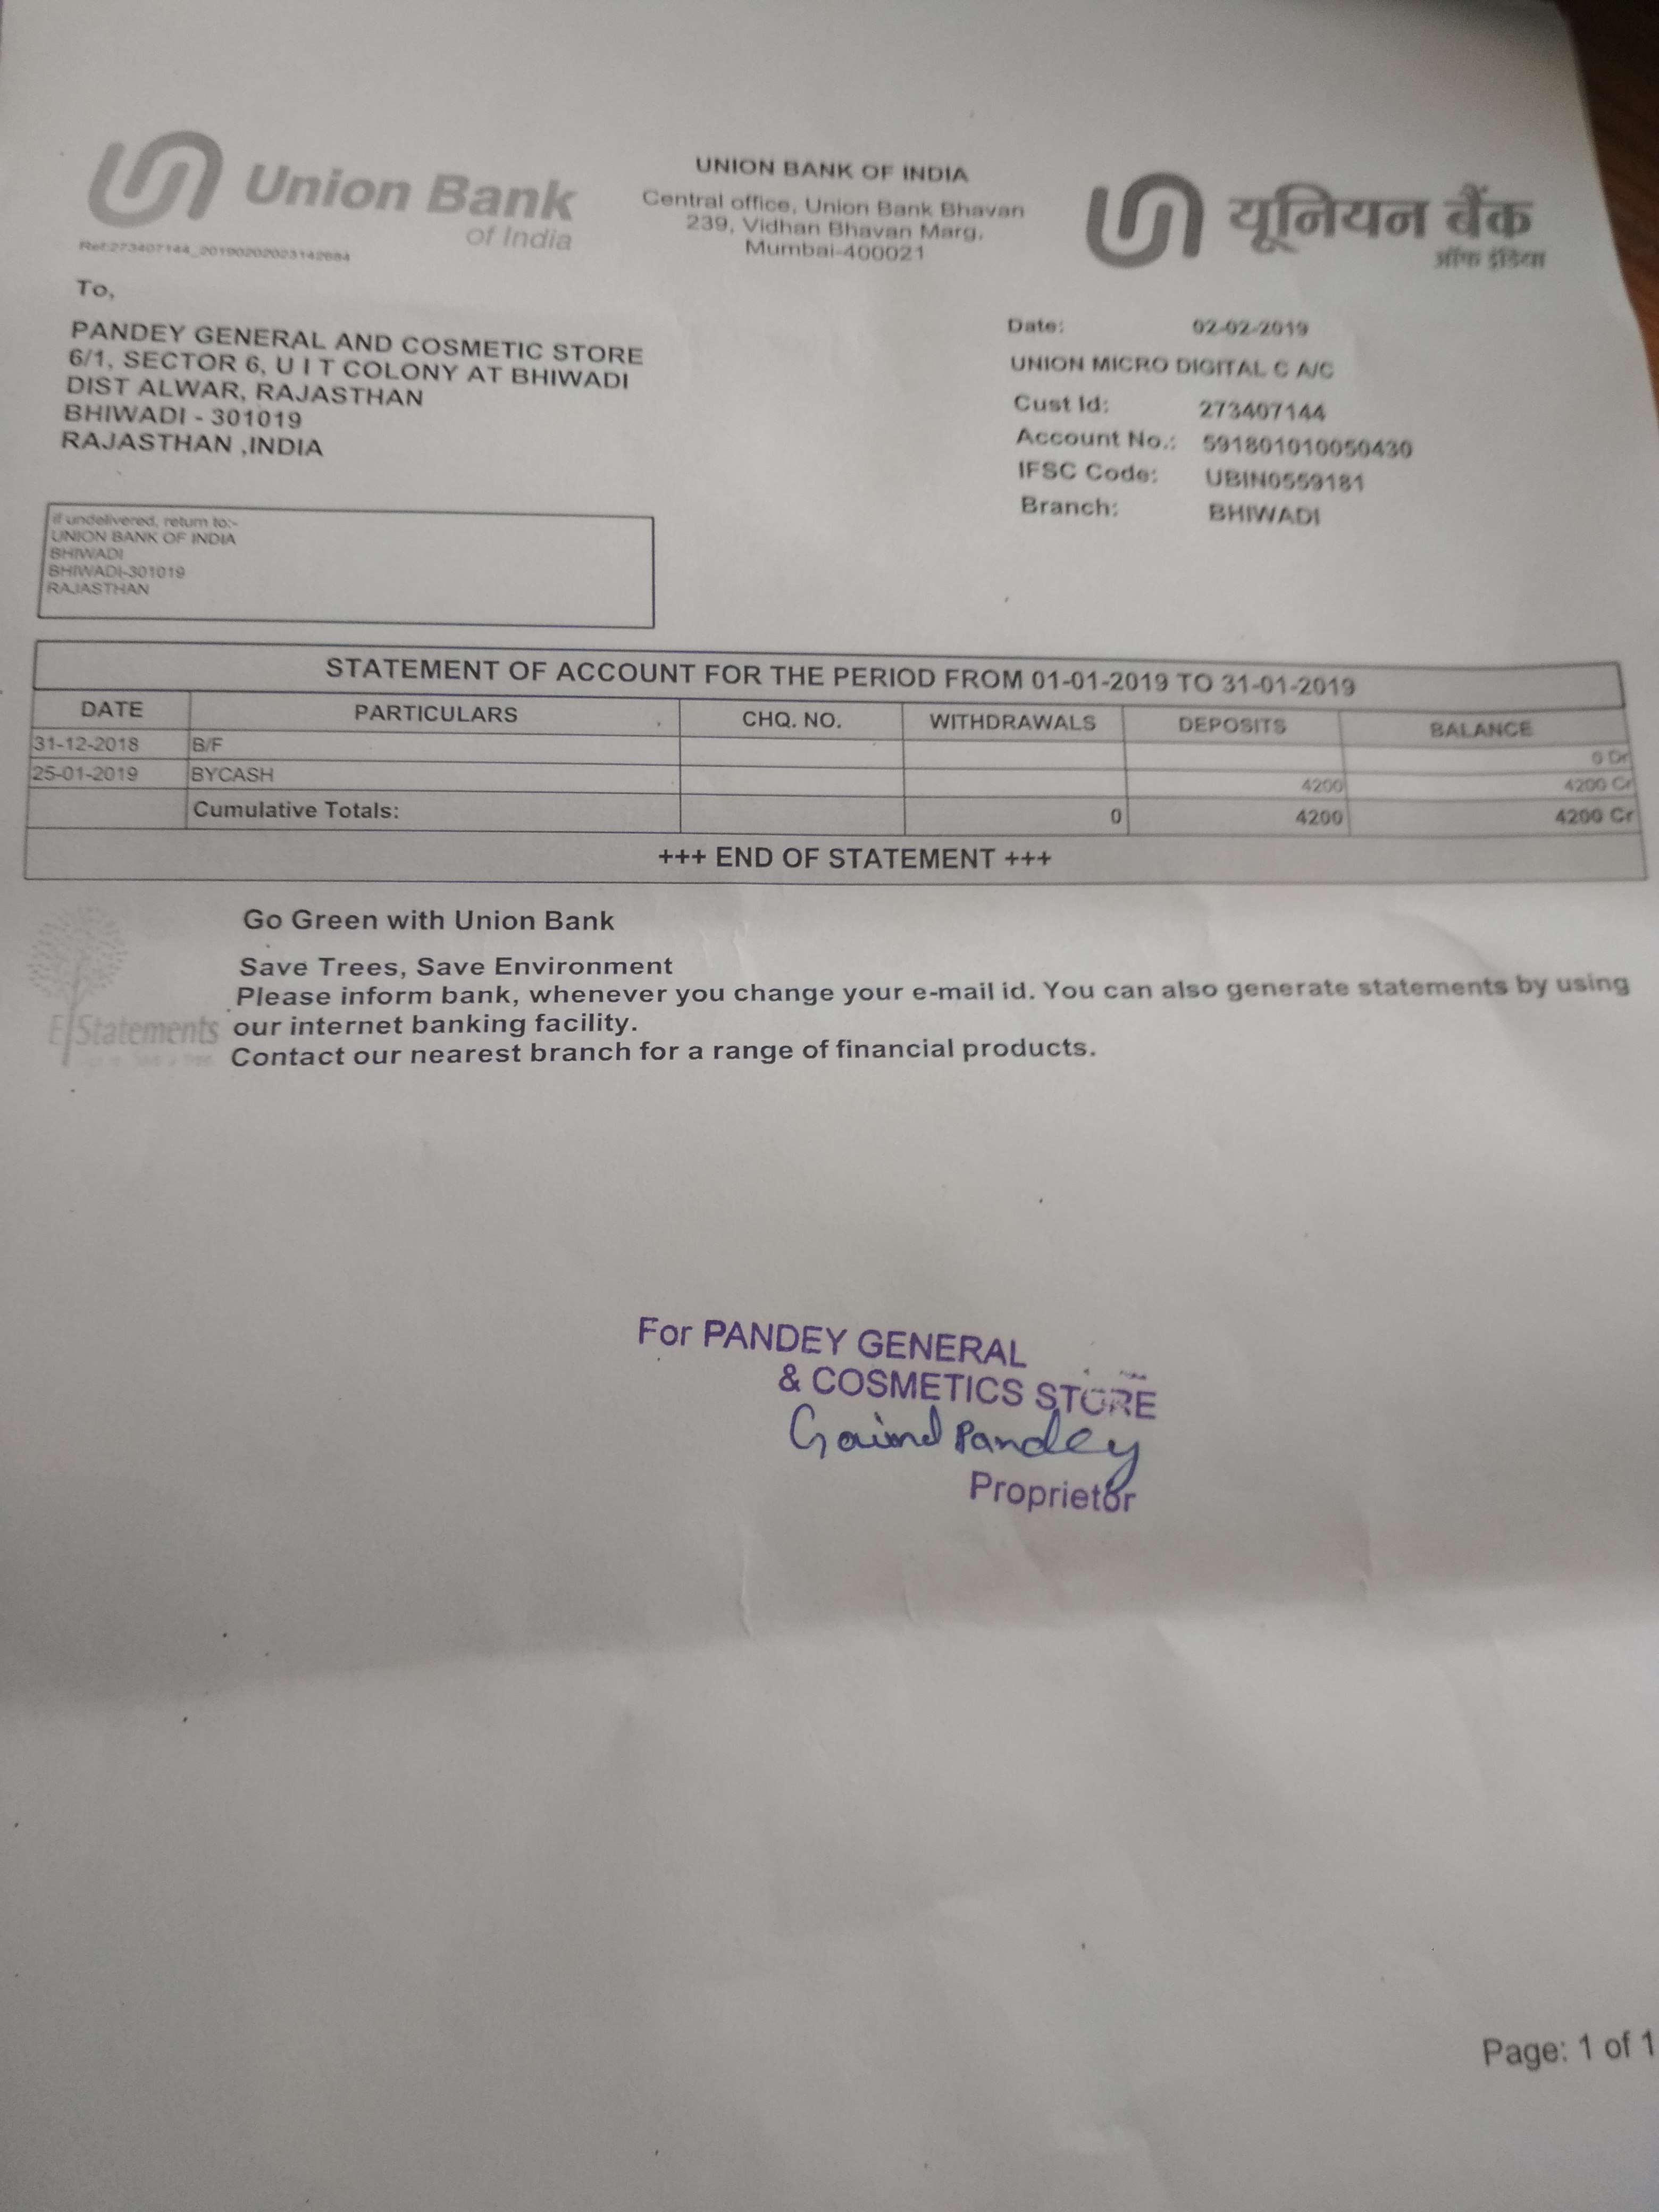 Union Bank
of India
Ref:273407144_20190202023142684
UNION BANK OF INDIA
Central office, Union Bank Bhavan
239, Vidhan Bhavan Marg,
Mumbai-400021
यूनियन बैंक
ऑफ इंडिया
To,
PANDEY GENERAL AND COSMETIC STORE
6/1, SECTOR 6, U I T COLONY AT BHIWADI
DIST ALWAR, RAJASTHAN
BHIWADI - 301019
RAJASTHAN ,INDIA
Date: 02-02-2019
UNION MICRO DIGITAL C A/C
Cust Id: 273407144
Account No.: 591801010050430
IFSC Code: UBIN0559181
Branch: BHIWADI
if undelivered, return to:-
UNION BANK OF INDIA
BHIWADI
BHIWADI-301019
RAJASTHAN
STATEMENT OF ACCOUNT FOR THE PERIOD FROM 01-01-2019 TO 31-01-2019
DATE PARTICULARS CHQ. NO. WITHDRAWALS DEPOSITS BALANCE
31-12-2018 B/F 0 Dr
25-01-2019 BYCASH 4200 4200 Cr
Cumulative Totals: 0 4200 4200 Cr
+++ END OF STATEMENT +++
Go Green with Union Bank
Save Trees, Save Environment
Please inform bank, whenever you change your e-mail id. You can also generate statements by using
our internet banking facility.
Contact our nearest branch for a range of financial products.
E Statements
For PANDEY GENERAL
& COSMETICS STORE
Pandey
Proprietor
Page: 1 of 1